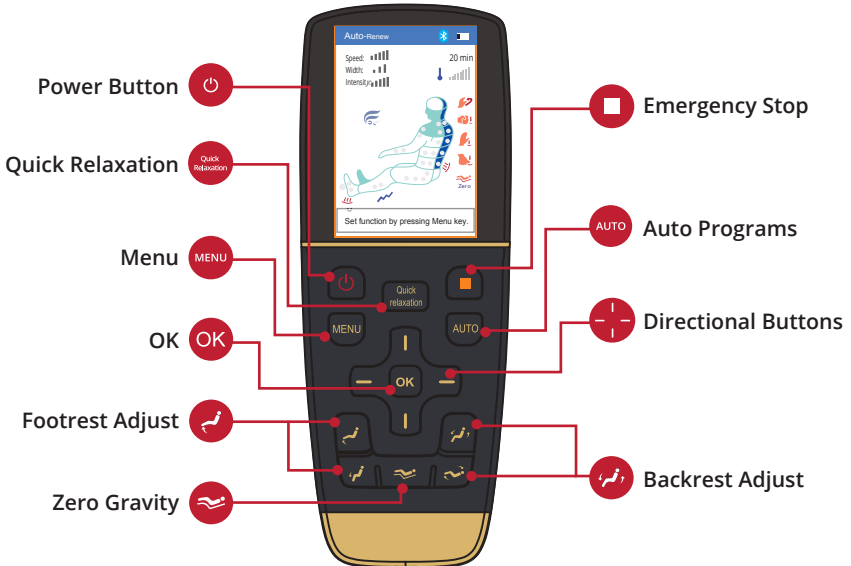 Auto-Renew
Speed:
20 min
Width:
Intensity:
Zero
Set function by pressing Menu key.
Power Button
Emergency Stop
Quick Relaxation
Quick
Relaxation
Menu
MENU
AUTO
Auto Programs
Quick
relaxation
MENU
AUTO
OK
OK
OK
Directional Buttons
Footrest Adjust
Backrest Adjust
Zero Gravity